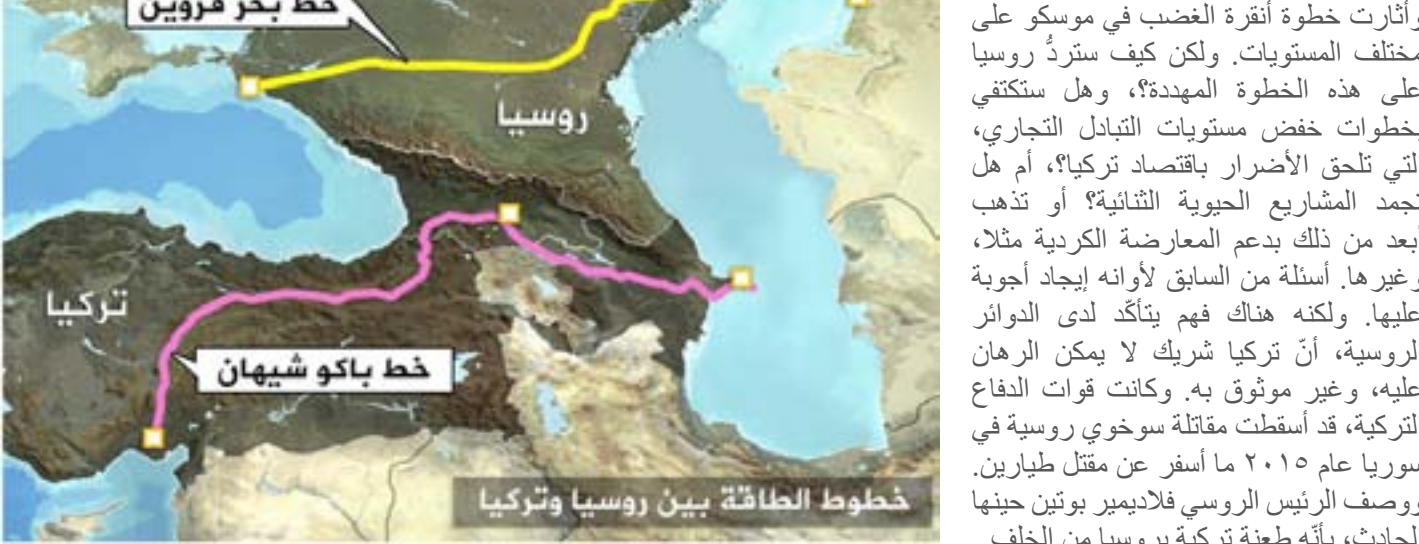 وأثارت خطوة أنقرة الغضب في موسكو على
مختلف المستويات. ولكن كيف ستردُّ روسيا
على هذه الخطوة المهددة؟، وهل ستكتفي
بخطوات خفض مستويات التبادل التجاري،
التي تلحق الأضرار باقتصاد تركيا؟، أم هل
تجمد المشاريع الحيوية الثنائية؟ أو تذهب
أبعد من ذلك بدعم المعارضة الكردية مثلا،
وغيرها. أسئلة من السابق لأوانه إيجاد أجوبة
عليها. ولكنه هناك فهم يتأكّد لدى الدوائر
الروسية، أنّ تركيا شريك لا يمكن الرهان
عليه، وغير موثوق به. وكانت قوات الدفاع
التركية، قد أسقطت مقاتلة سوخوي روسية في
سوريا عام ٢٠١٥ ما أسفر عن مقتل طيارين.
ووصف الرئيس الروسي فلاديمير بوتين حينها
الحادث، بأنّه طعنة تركية بروسيا من الخلف
خط بحر قزوين
روسيا
تركيا
خط باكو شيهان
خطوط الطاقة بين روسيا وتركيا